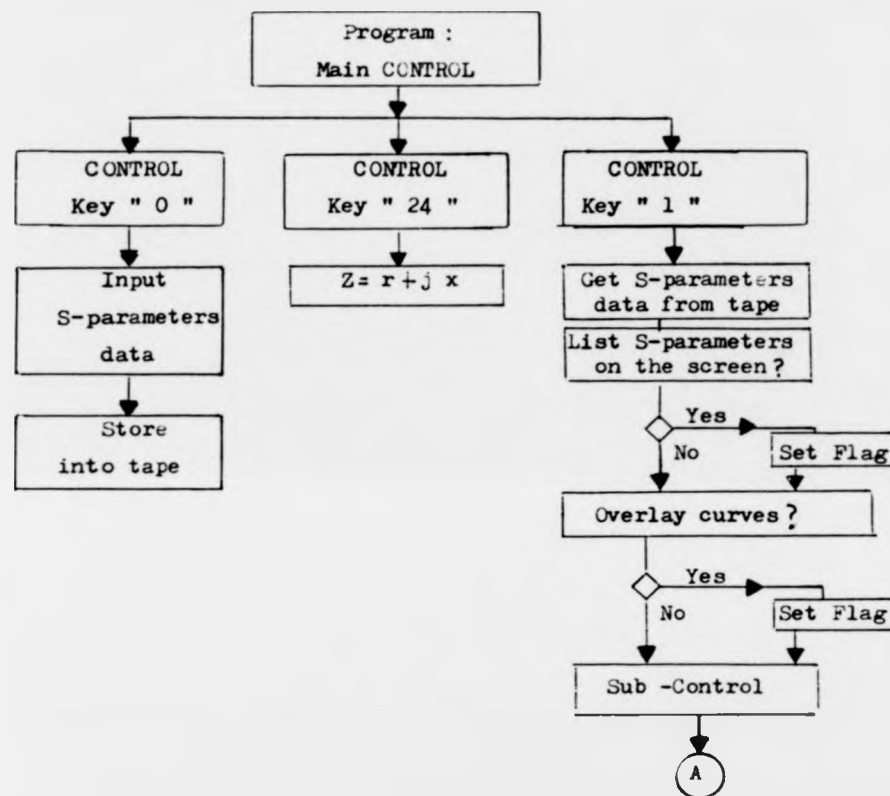 Program :
Main CONTROL
CONTROL
Key " 0 "
CONTROL
Key " 24 "
CONTROL
Key " 1 "
Input
S-parameters
data
Store
into tape
Z= r+j x
Get S-parameters
data from tape
List S-parameters
on the screen?
Yes
No
Set Flag
Overlay curves?
Yes
No
Set Flag
Sub -Control
A